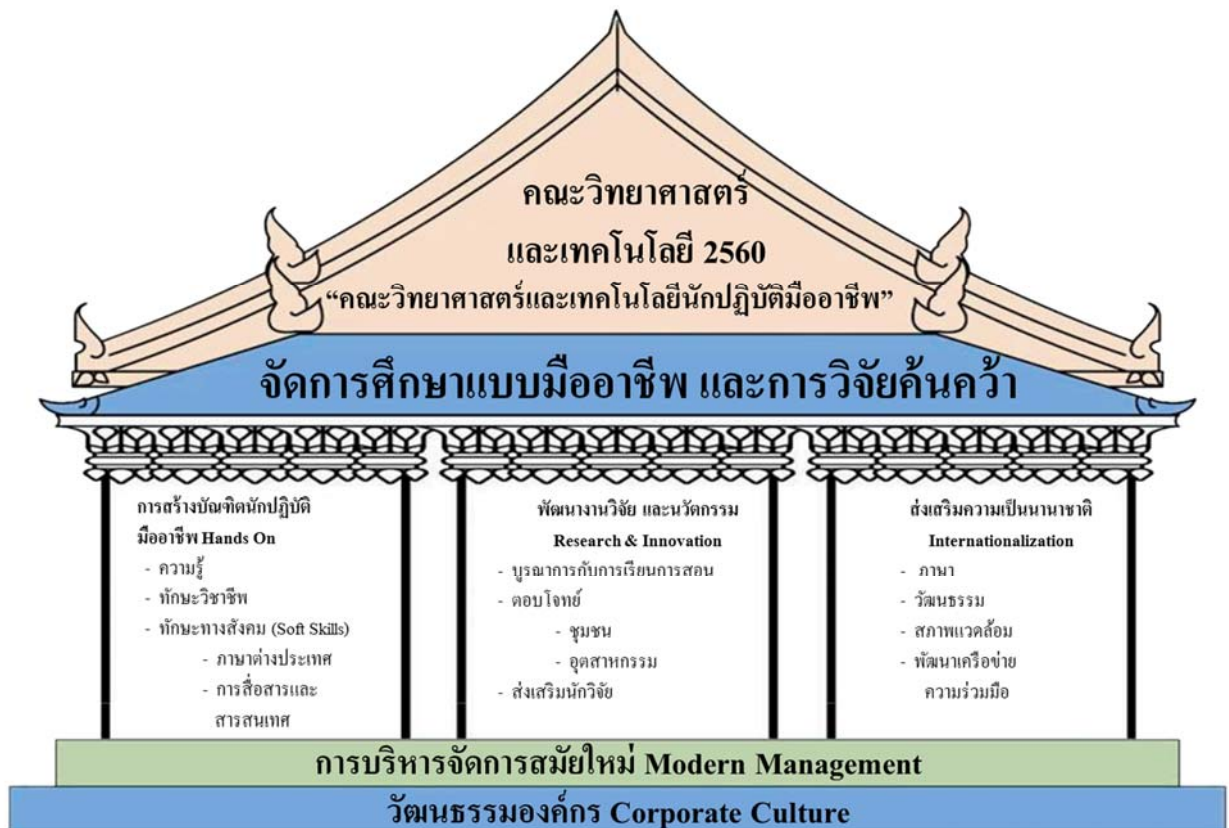 คณะวิทยาศาสตร์
และเทคโนโลยี 2560
“คณะวิทยาศาสตร์และเทคโนโลยีนักปฏิบัติมืออาชีพ”
จัดการศึกษาแบบมืออาชีพ และการวิจัยค้นคว้า
การสร้างบัณฑิตนักปฏิบัติ
มืออาชีพ Hands On
- ความรู้
- ทักษะวิชาชีพ
- ทักษะทางสังคม (Soft Skills)
- ภาษาต่างประเทศ
- การสื่อสารและ
สารสนเทศ
พัฒนางานวิจัย และนวัตกรรม
Research & Innovation
- บูรณาการกับการเรียนการสอน
- ตอบโจทย์
- ชุมชน
- อุตสาหกรรม
- ส่งเสริมนักวิจัย
ส่งเสริมความเป็นนานาชาติ
Internationalization
- ภาษา
- วัฒนธรรม
- สภาพแวดล้อม
- พัฒนาเครือข่าย
ความร่วมมือ
การบริหารจัดการสมัยใหม่ Modern Management
วัฒนธรรมองค์กร Corporate Culture